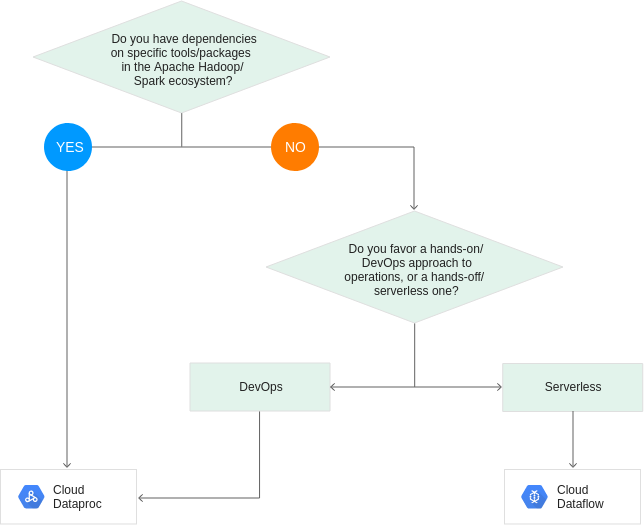 Do you have dependencies
on specific tools/packages
in the Apache Hadoop/
Spark ecosystem?
YES
NO
Do you favor a hands-on/
DevOps approach to
operations, or a hands-off/
serverless one?
DevOps
Serverless
Cloud
Dataproc
Cloud
Dataflow